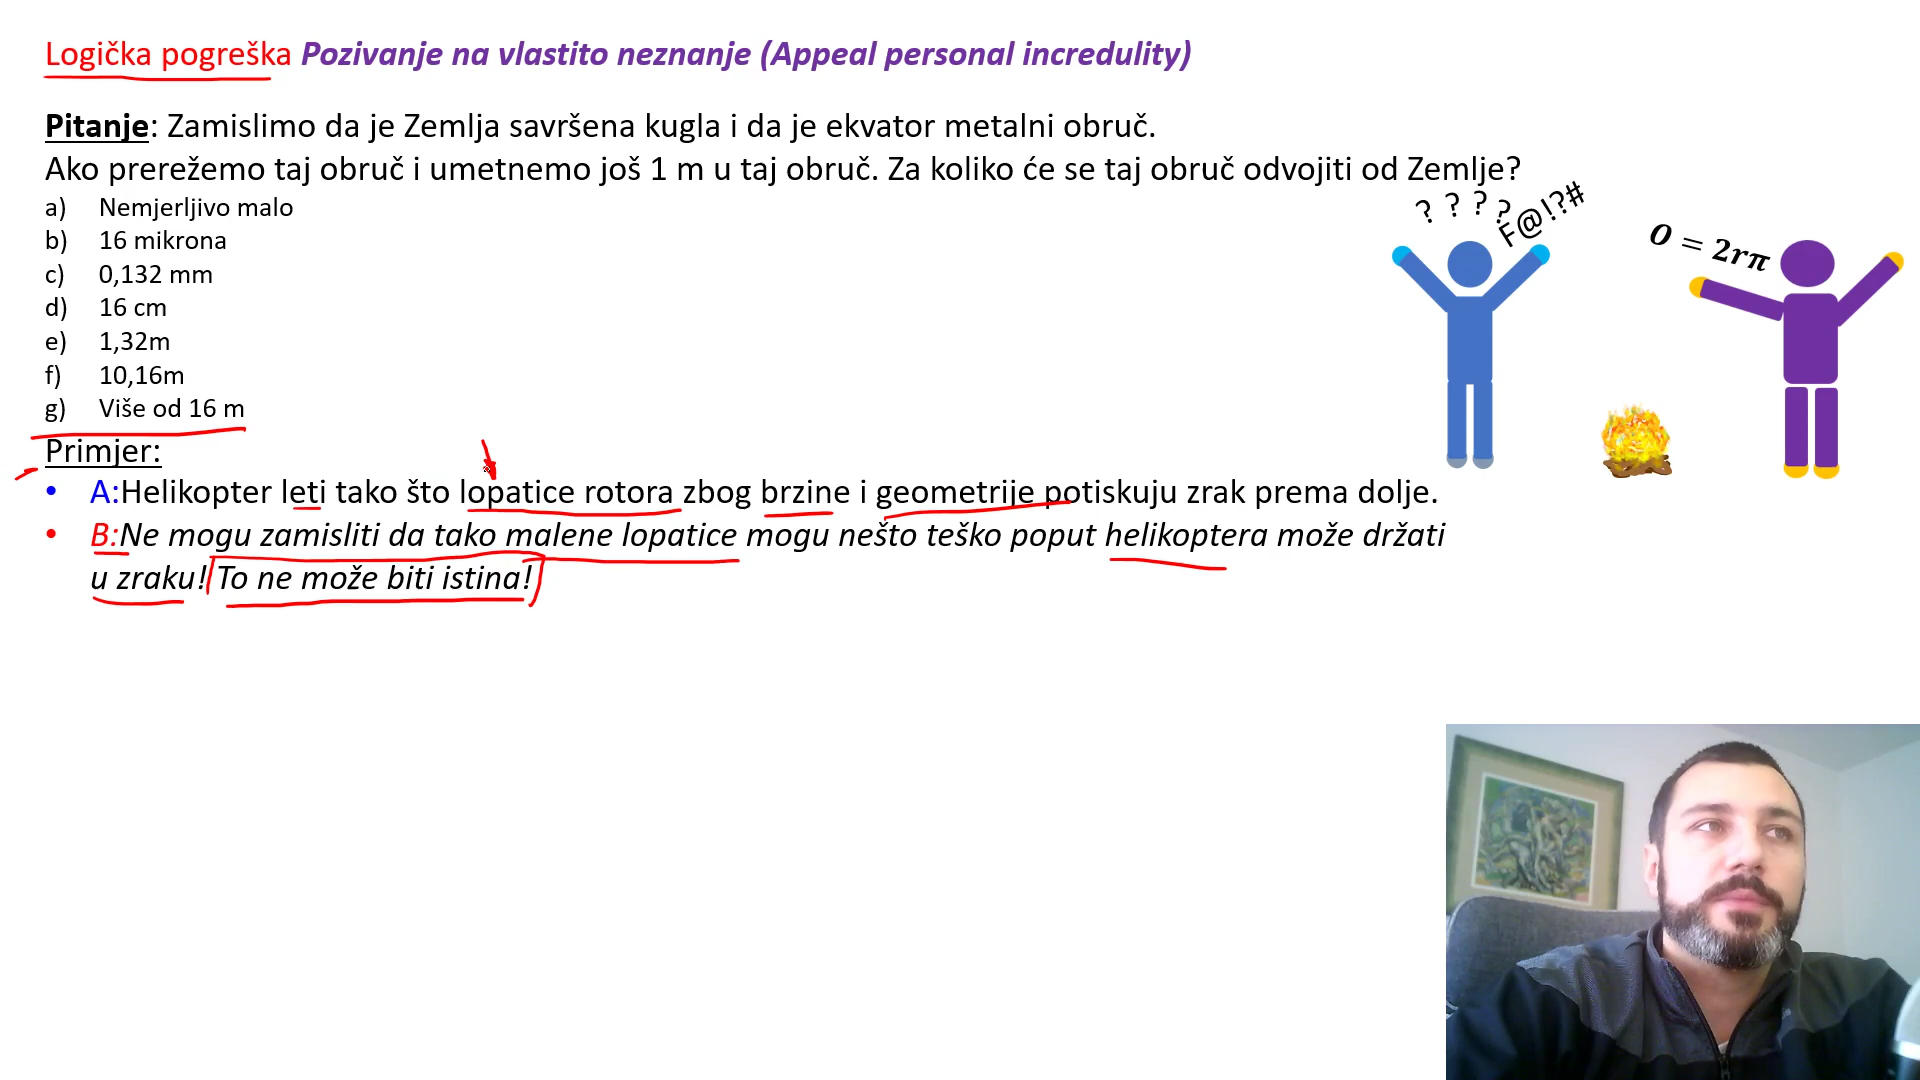 Logička pogreška Pozivanje na vlastito neznanje (Appeal personal incredulity)
Pitanje: Zamislimo da je Zemlja savršena kugla i da je ekvator metalni obruč.
Ako prerežemo taj obruč i umetnemo još 1 m u taj obruč. Za koliko će se taj obruč odvojiti od Zemlje?
a) Nemjerljivo malo
b) 16 mikrona
c) 0,132 mm
d) 16 cm
e) 1,32m
f) 10,16m
g) Više od 16 m
? ? ? ?
F@!?#
O = 2rπ
Primjer:
• A:Helikopter leti tako što lopatice rotora zbog brzine i geometrije potiskuju zrak prema dolje.
• B:Ne mogu zamisliti da tako malene lopatice mogu nešto teško poput helikoptera može držati
u zraku! To ne može biti istina!